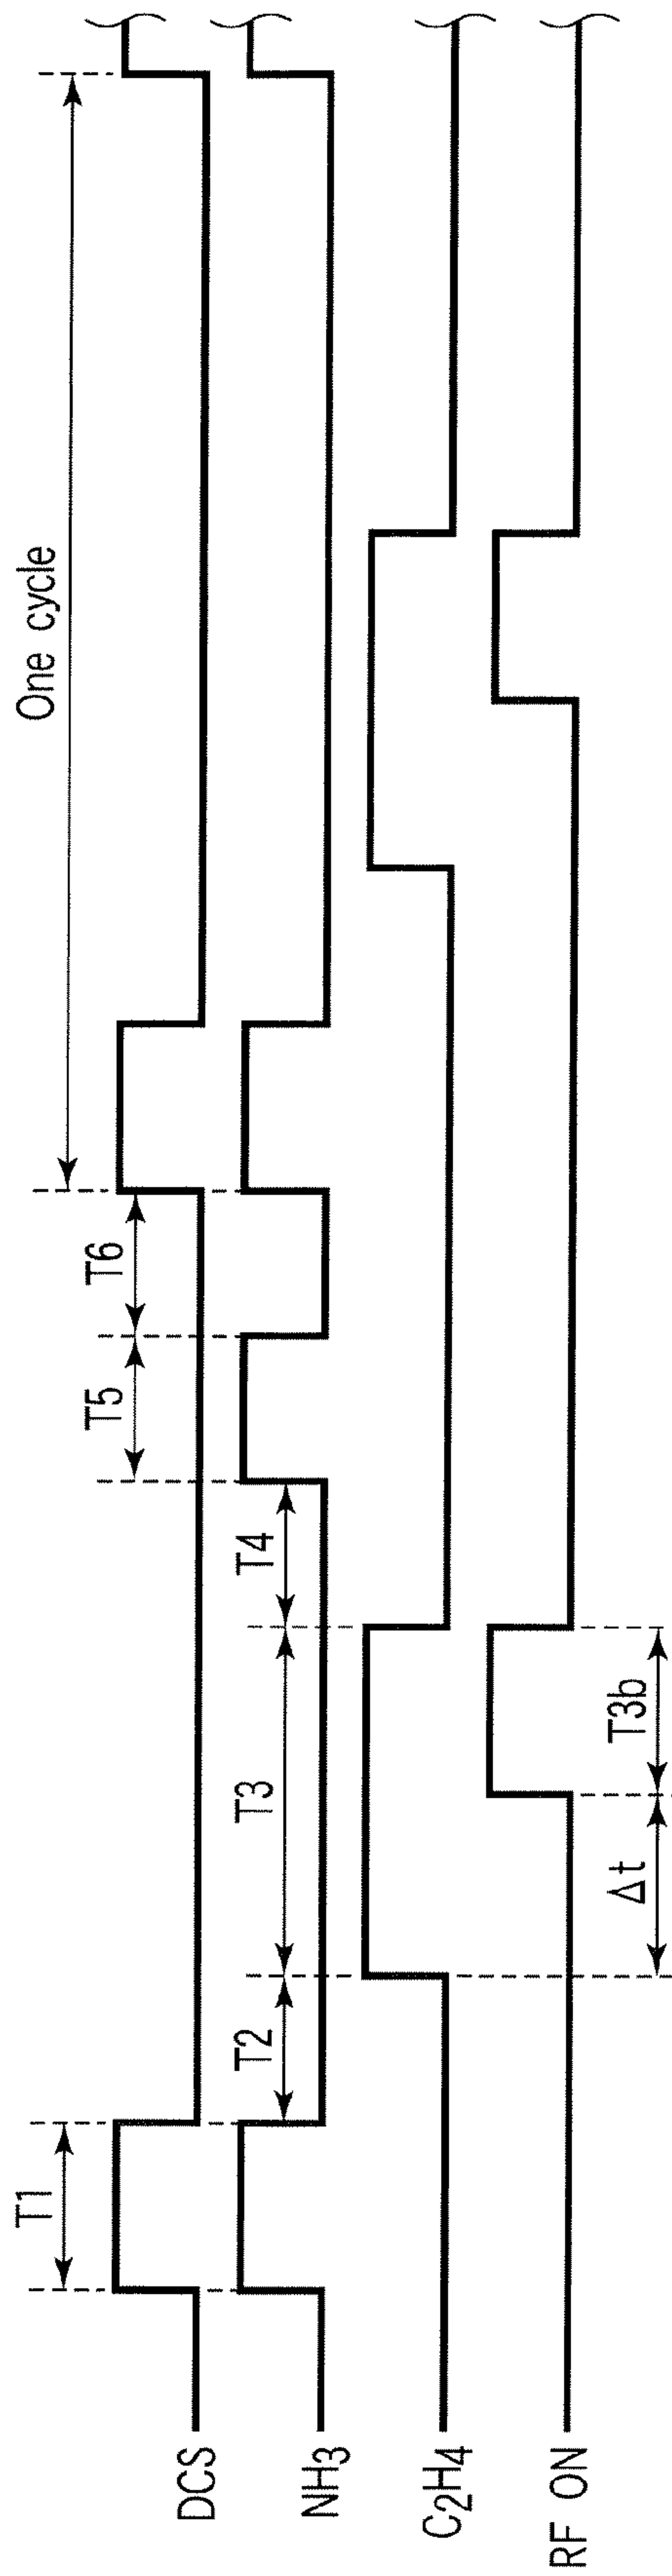 One cycle
T1
T5
T6
DCS
T2
T3
T4
NH3
C2H4
Δt
T3b
RF ON